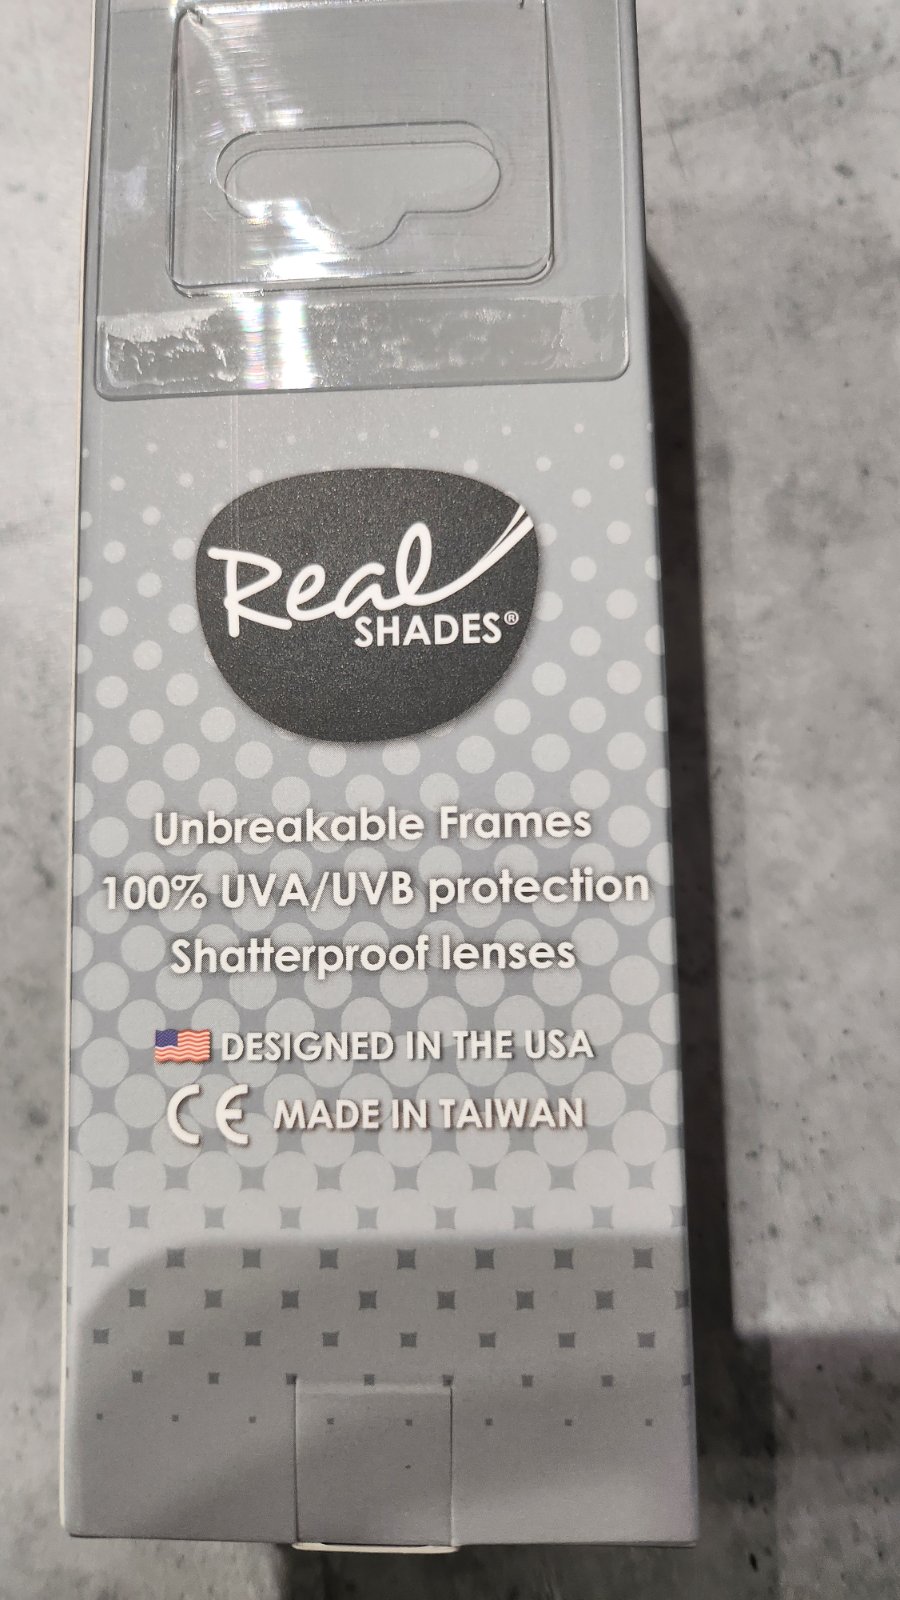 Real
SHADES®
Unbreakable Frames
100% UVA/UVB protection
Shatterproof lenses
DESIGNED IN THE USA
CE MADE IN TAIWAN